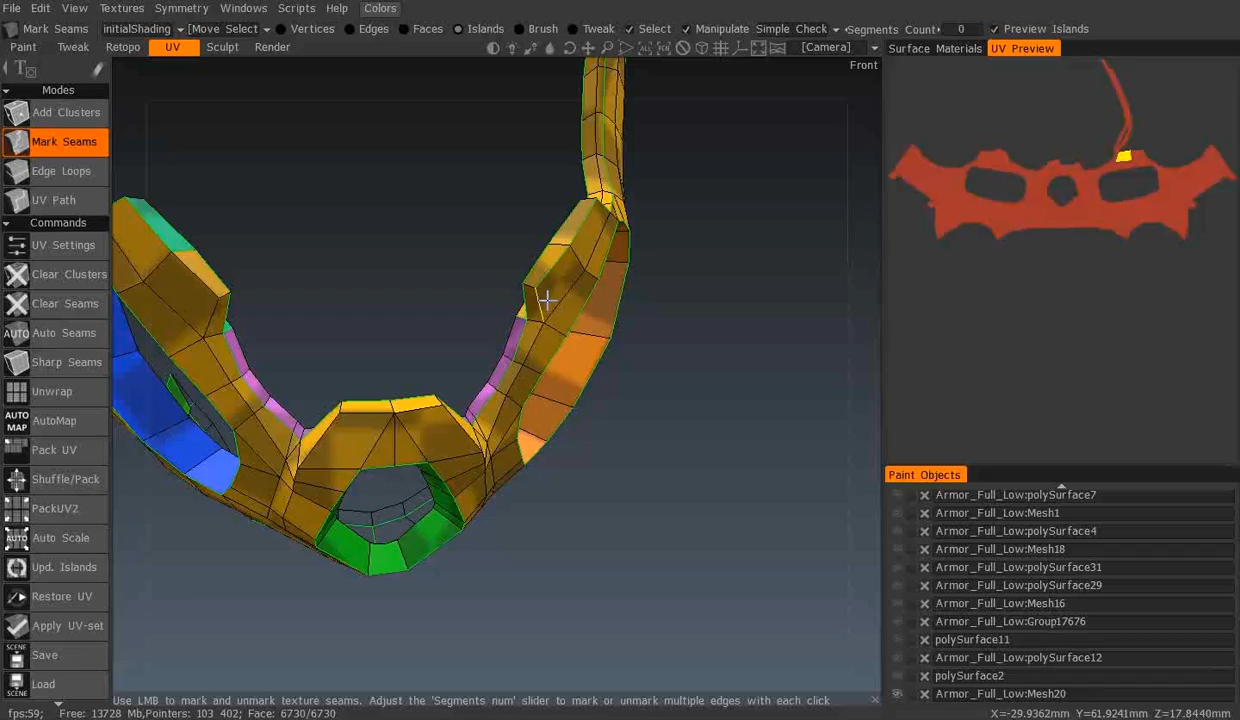 File Edit View Textures Symmetry Windows Scripts Help Colors
Mark Seams initialShading [Move Select] Vertices Edges Faces Islands Brush Tweak Select Manipulate Simple Check Segments Count: 0 Preview Islands
Paint Tweak Retopo UV Sculpt Render [Camera] Surface Materials UV Preview
Front
Modes
Add Clusters
Mark Seams
Edge Loops
UV Path
Commands
UV Settings
Clear Clusters
Clear Seams
AUTO Auto Seams
Sharp Seams
Unwrap
AUTO MAP AutoMap
Pack UV
Shuffle/Pack
PackUV2
Auto Scale
Upd. Islands
Restore UV
Apply UV-set
SCENE Save
Load
SCENE
Paint Objects
Armor_Full_Low:polySurface7
Armor_Full_Low:Mesh1
Armor_Full_Low:polySurface4
Armor_Full_Low:Mesh18
Armor_Full_Low:polySurface31
Armor_Full_Low:polySurface29
Armor_Full_Low:Mesh16
Armor_Full_Low:Group17676
polySurface11
Armor_Full_Low:polySurface12
polySurface2
Armor_Full_Low:Mesh20
Use LMB to mark and unmark texture seams. Adjust the 'Segments num' slider to mark or unmark multiple edges with each click
fps:59; Free: 13728 Mb,Pointers: 103 402; Face: 6730/6730 X=-29.9362mm Y=61.9241mm Z=17.8440mm